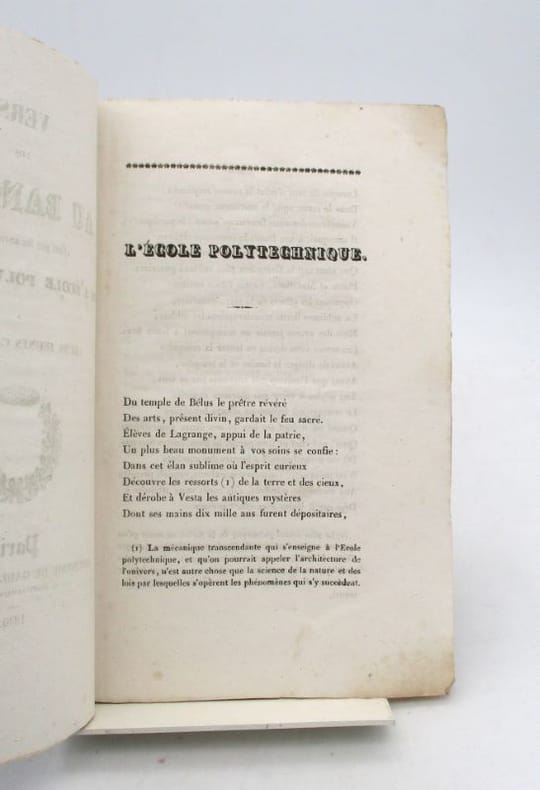 L'ÉCOLE POLYTECHNIQUE.
Du temple de Bélus le prêtre révéré
Des arts, présent divin, gardait le feu sacré.
Élèves de Lagrange, appui de la patrie,
Un plus beau monument à vos soins se confie:
Dans cet élan sublime où l'esprit curieux
Découvre les ressorts (1) de la terre et des cieux,
Et dérobe à Vesta les antiques mystères
Dont ses mains dix mille ans furent dépositaires,
(1) La mécanique transcendante qui s'enseigne à l'Ecole
polytechnique, et qu'on pourrait appeler l'architecture de
l'univers, n'est autre chose que la science de la nature et des
lois par lesquelles s'opèrent les phénomènes qui s'y succèdent.